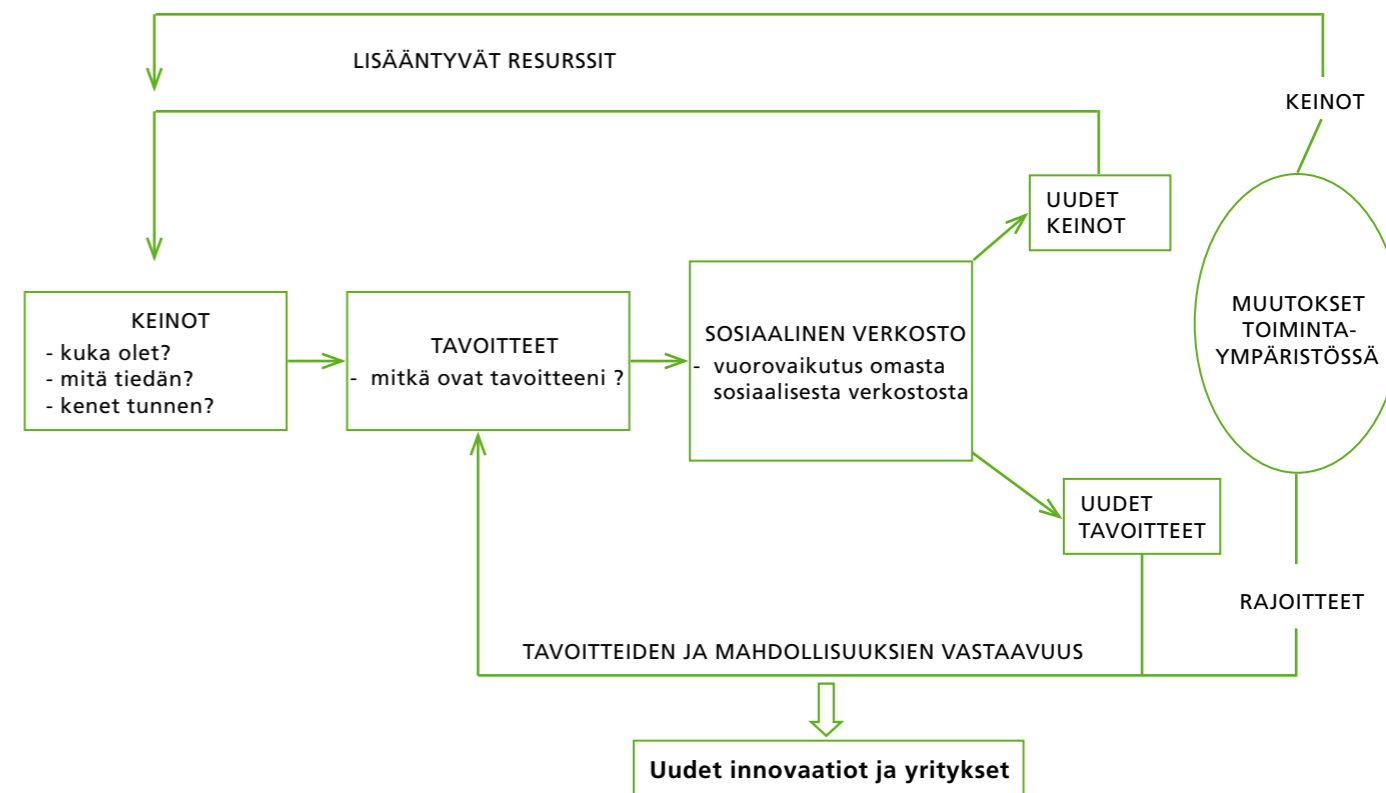 LISÄÄNTYVÄT RESURSSIT
KEINOT
UUDET
KEINOT
KEINOT
- kuka olet?
- mitä tiedän?
- kenet tunnen?
TAVOITTEET
- mitkä ovat tavoitteeni ?
SOSIAALINEN VERKOSTO
- vuorovaikutus omasta
sosiaalisesta verkostosta
MUUTOKSET
TOIMINTA-
YMPÄRISTÖSSÄ
UUDET
TAVOITTEET
RAJOITTEET
TAVOITTEIDEN JA MAHDOLLISUUKSIEN VASTAAVUUS
Uudet innovaatiot ja yritykset